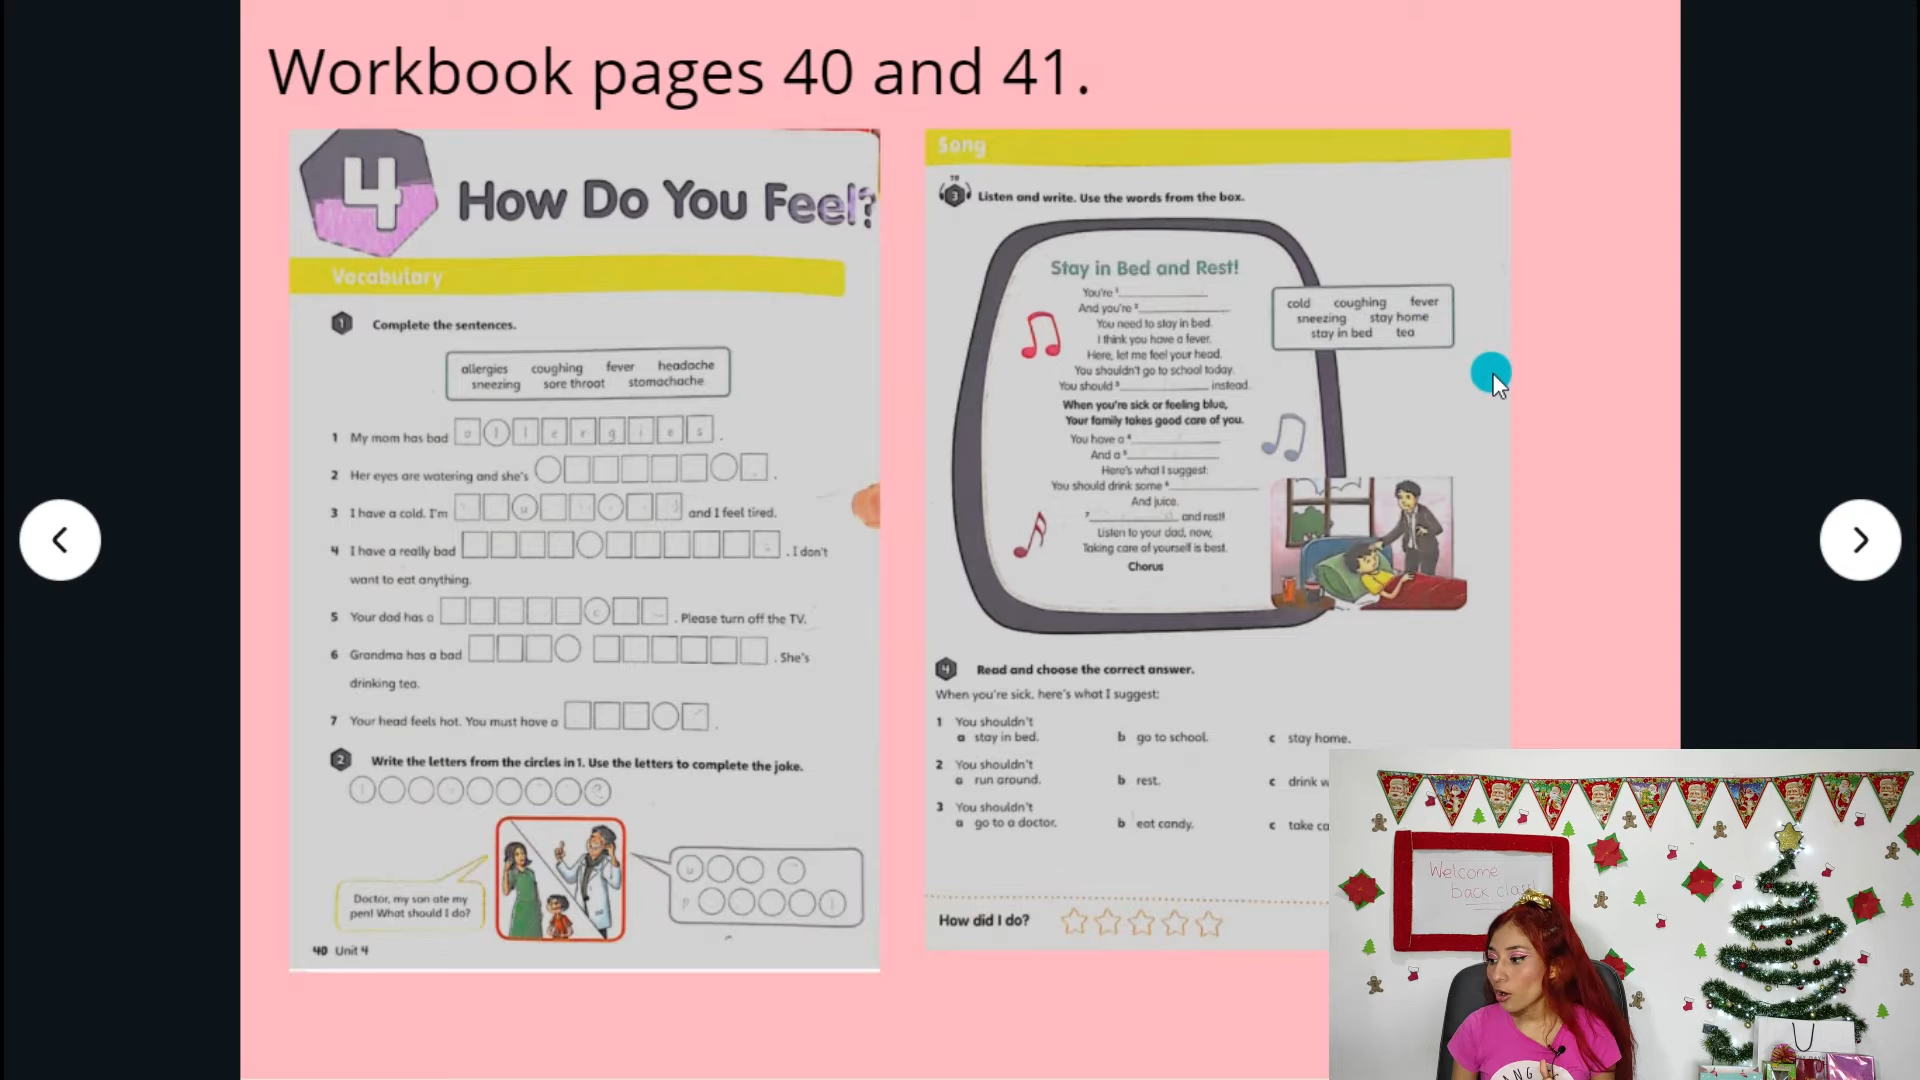 Workbook pages 40 and 41.
4
How Do You Feel?
Vocabulary
1 Complete the sentences.
allergies coughing fever headache
sneezing sore throat stomachache
1 My mom has bad a l l e r g i e s .
2 Her eyes are watering and she's .
3 I have a cold. I'm u and I feel tired.
4 I have a really bad . I don't
want to eat anything.
5 Your dad has a c . Please turn off the TV.
6 Grandma has a bad . She's
drinking tea.
7 Your head feels hot. You must have a .
2 Write the letters from the circles in 1. Use the letters to complete the joke.
Doctor, my son ate my
pen! What should I do?
40 Unit 4
Song
3 Listen and write. Use the words from the box.
Stay in Bed and Rest!
You're 1
And you're 2
You need to stay in bed.
I think you have a fever.
Here, let me feel your head.
You shouldn't go to school today.
You should 3 instead.
When you're sick or feeling blue,
Your family takes good care of you.
You have a 4
And a 5
Here's what I suggest:
You should drink some 6
And juice.
7 and rest!
Listen to your dad, now,
Taking care of yourself is best.
Chorus
cold coughing fever
sneezing stay home
stay in bed tea
4 Read and choose the correct answer.
When you're sick, here's what I suggest:
1 You shouldn't
a stay in bed. b go to school. c stay home.
2 You shouldn't
a run around. b rest. c drink w
3 You shouldn't
a go to a doctor. b eat candy. c take ca
How did I do?
Welcome
back class!